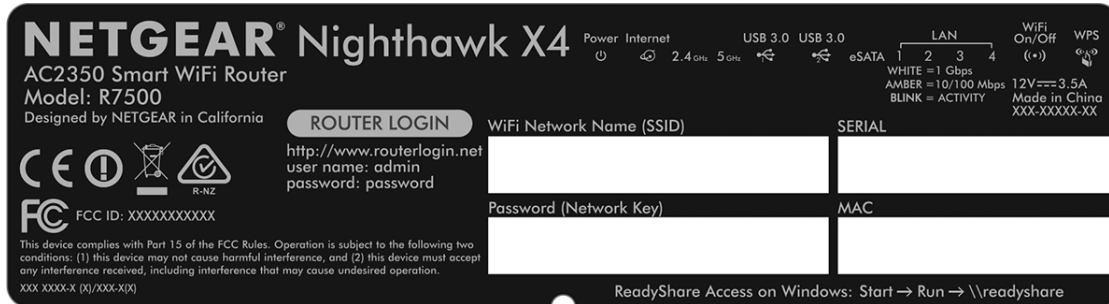 NETGEAR® Nighthawk X4
AC2350 Smart WiFi Router
Model: R7500
Designed by NETGEAR in California
Power Internet
2.4 GHz 5 GHz
USB 3.0 USB 3.0
eSATA
LAN
1 2 3 4
WHITE =1 Gbps
AMBER =10/100 Mbps
BLINK = ACTIVITY
WiFi
On/Off
WPS
12V 3.5A
Made in China
XXX-XXXXX-XX
ROUTER LOGIN
http://www.routerlogin.net
user name: admin
password: password
WiFi Network Name (SSID)
SERIAL
Password (Network Key)
MAC
CE
R-NZ
FC FCC ID: XXXXXXXXXXX
This device complies with Part 15 of the FCC Rules. Operation is subject to the following two
conditions: (1) this device may not cause harmful interference, and (2) this device must accept
any interference received, including interference that may cause undesired operation.
XXX XXXX-X (X)/XXX-X(X)
ReadyShare Access on Windows: Start → Run → \\readyshare